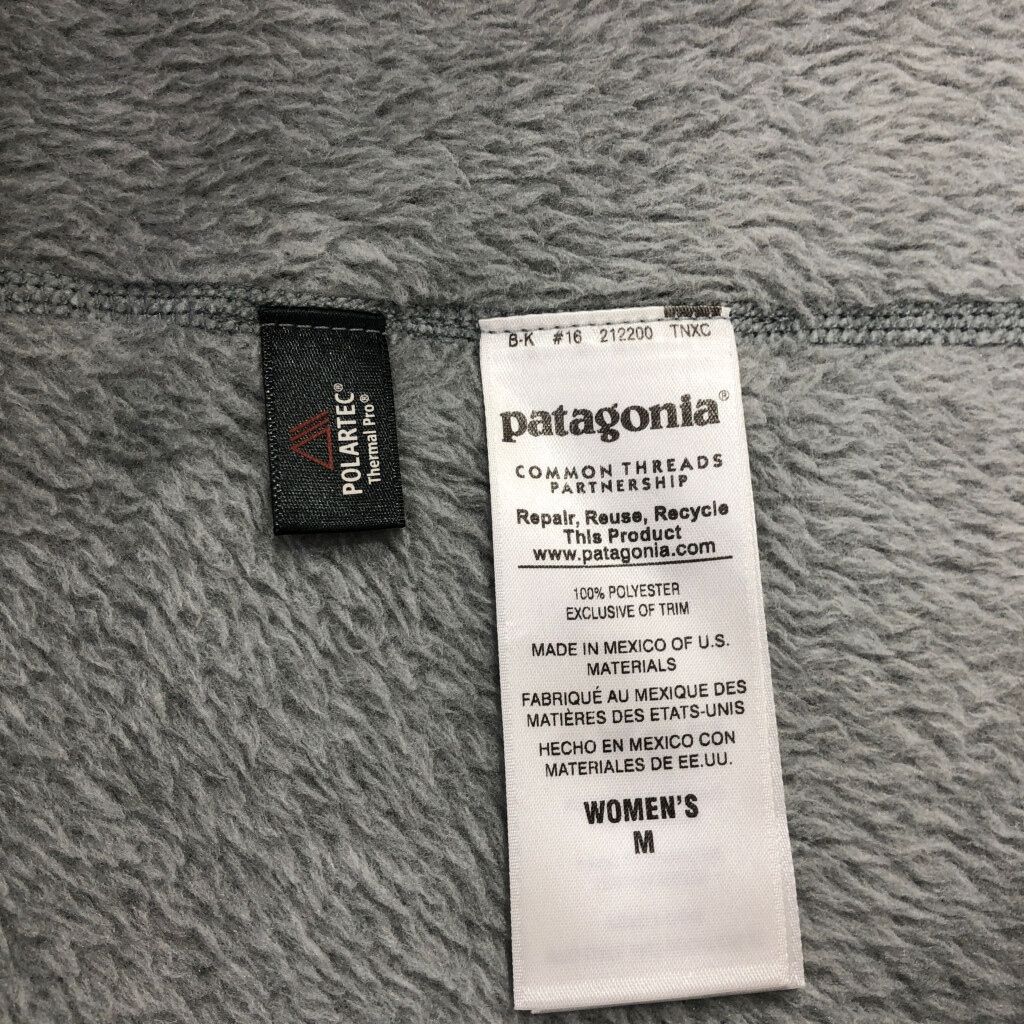 POLARTEC®
Thermal Pro®
B-K #16 212200 TNXC
patagonia®
COMMON THREADS
PARTNERSHIP
Repair, Reuse, Recycle
This Product
www.patagonia.com
100% POLYESTER
EXCLUSIVE OF TRIM
MADE IN MEXICO OF U.S.
MATERIALS
FABRIQUÉ AU MEXIQUE DES
MATIÈRES DES ETATS-UNIS
HECHO EN MEXICO CON
MATERIALES DE EE.UU.
WOMEN'S
M